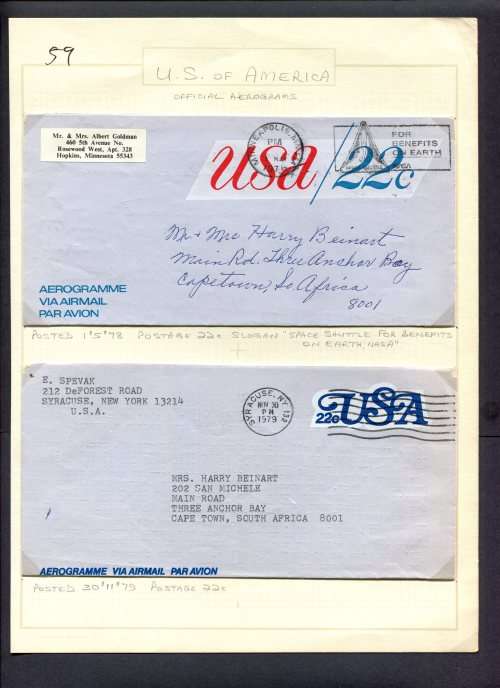 59
U.S. OF AMERICA
OFFICIAL AEROGRAMS
Mr. & Mrs. Albert Goldman
460 5th Avenue No.
Rosewood West, Apt. 328
Hopkins, Minnesota 55343
MINNEAPOLIS, MN
PM
FOR
BENEFITS
ON EARTH
NASA
usa/22c
Mr & Mrs Harry Beinart
Main Rd. Thru Anchor Bay
Capetown, So Africa
8001
AEROGRAMME
VIA AIRMAIL
PAR AVION
POSTED 1·5·78 POSTAGE 22c SLOGAN "SPACE SHUTTLE FOR BENEFITS
ON EARTH NASA"
E. SPEVAK
212 DeFOREST ROAD
SYRACUSE, NEW YORK 13214
U.S.A.
SYRACUSE, NY 132
NOV 30
PM
1979
22c USA
MRS. HARRY BEINART
202 SAN MICHELE
MAIN ROAD
THREE ANCHOR BAY
CAPE TOWN, SOUTH AFRICA 8001
AEROGRAMME VIA AIRMAIL PAR AVION
POSTED 30·11·79 POSTAGE 22c